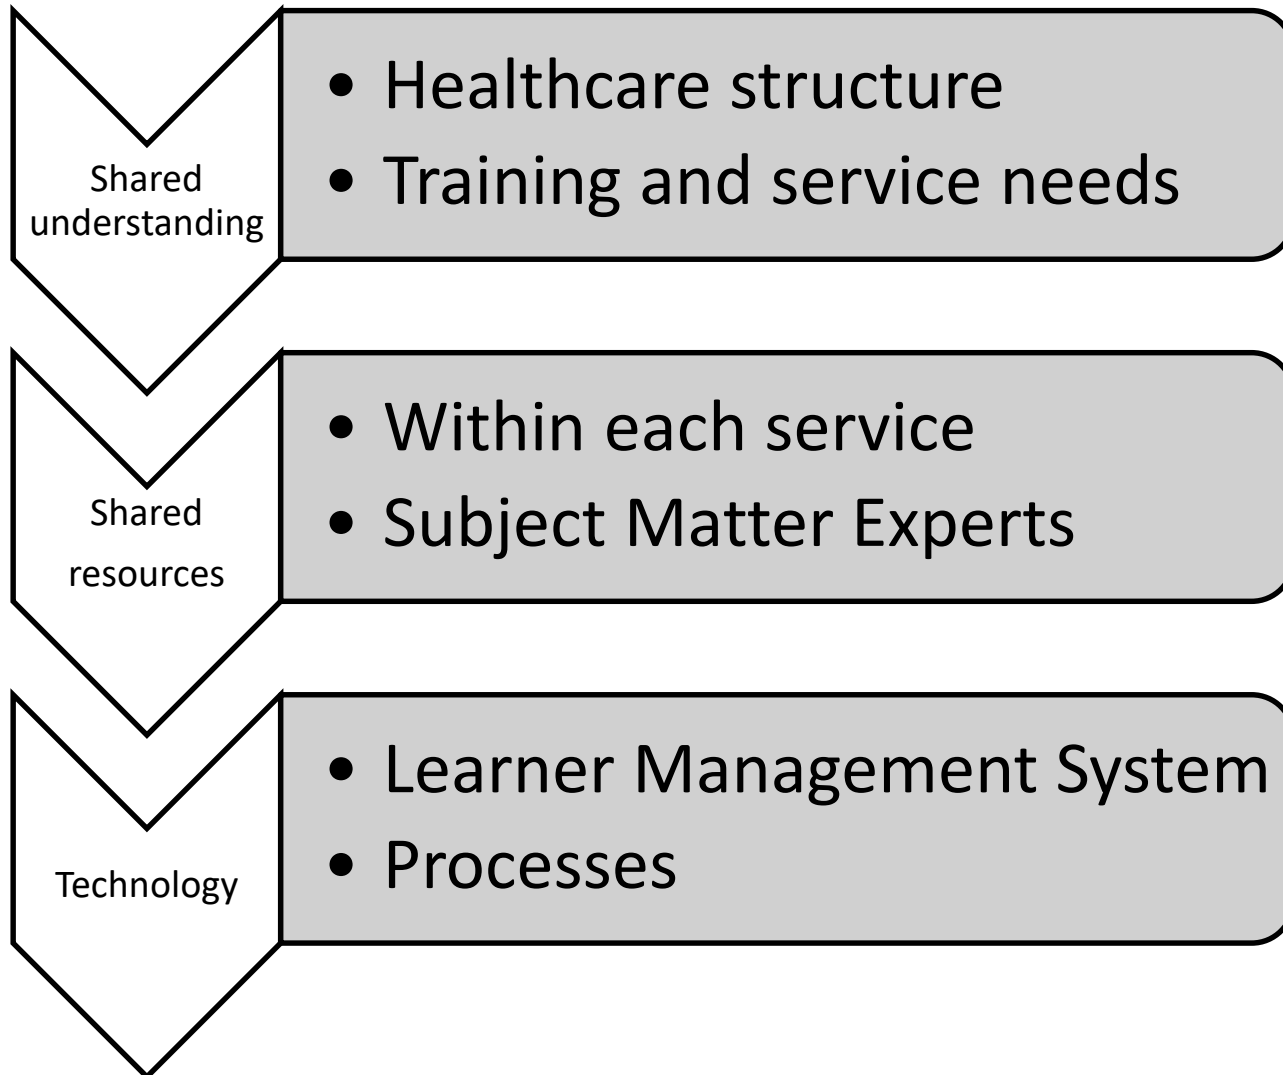 Shared
understanding
• Healthcare structure
• Training and service needs
Shared
resources
• Within each service
• Subject Matter Experts
Technology
• Learner Management System
• Processes